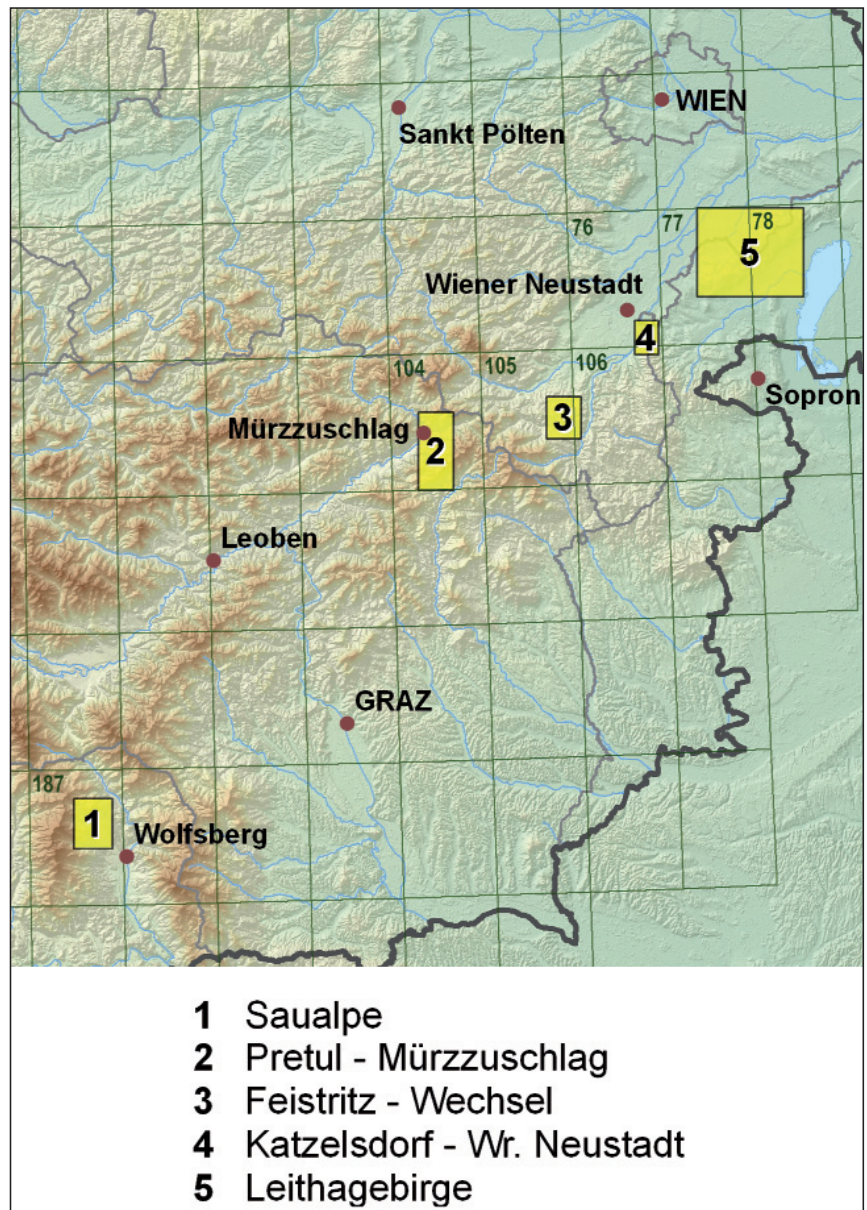 WIEN
Sankt Pölten
76
77
78
5
Wiener Neustadt
4
104
105
106
Sopron
Mürzzuschlag
3
2
Leoben
GRAZ
187
1
Wolfsberg
1 Saualpe
2 Pretul - Mürzzuschlag
3 Feistritz - Wechsel
4 Katzelsdorf - Wr. Neustadt
5 Leithagebirge